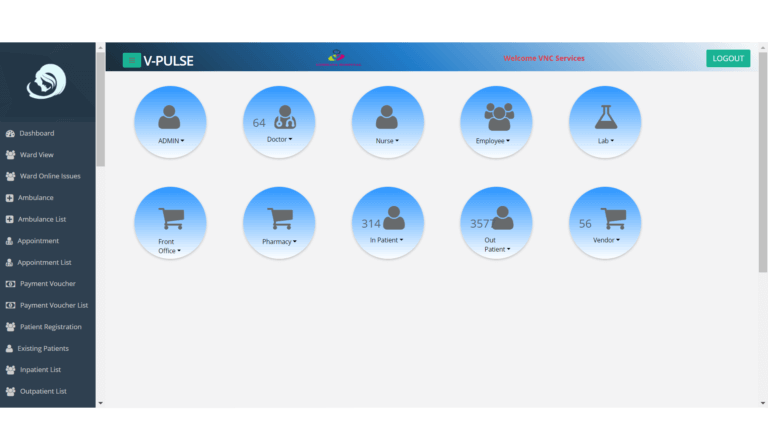 V-PULSE
Welcome VNC Services
LOGOUT
Dashboard
Ward View
Ward Online Issues
Ambulance
Ambulance List
Appointment
Appointment List
Payment Voucher
Payment Voucher List
Patient Registration
Existing Patients
Inpatient List
Outpatient List
ADMIN
64
Doctor
Nurse
Employee
Lab
Front
Office
Pharmacy
314
In Patient
3577
Out
Patient
56
Vendor